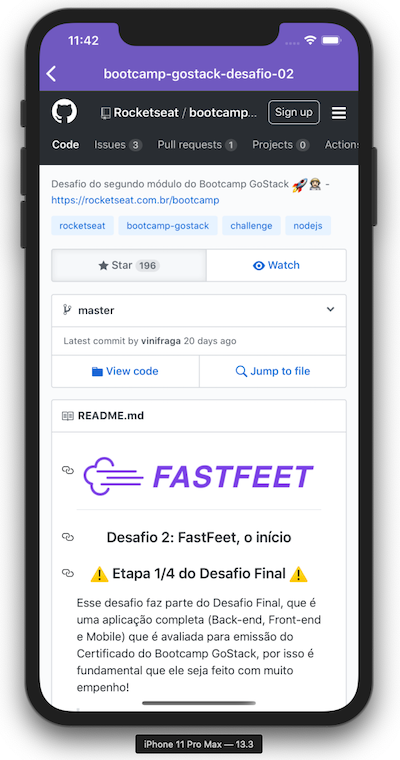 11:42
bootcamp-gostack-desafio-02
Rocketseat / bootcamp... Sign up
Code Issues 3 Pull requests 1 Projects 0 Actions
Desafio do segundo módulo do Bootcamp GoStack 🚀👨‍🚀 -
https://rocketseat.com.br/bootcamp
rocketseat bootcamp-gostack challenge nodejs
Star 196 Watch
master
Latest commit by vinifraga 20 days ago
View code Jump to file
README.md
FASTFEET
Desafio 2: FastFeet, o início
⚠️ Etapa 1/4 do Desafio Final ⚠️
Esse desafio faz parte do Desafio Final, que é
uma aplicação completa (Back-end, Front-end
e Mobile) que é avaliada para emissão do
Certificado do Bootcamp GoStack, por isso é
fundamental que ele seja feito com muito
empenho!
iPhone 11 Pro Max — 13.3